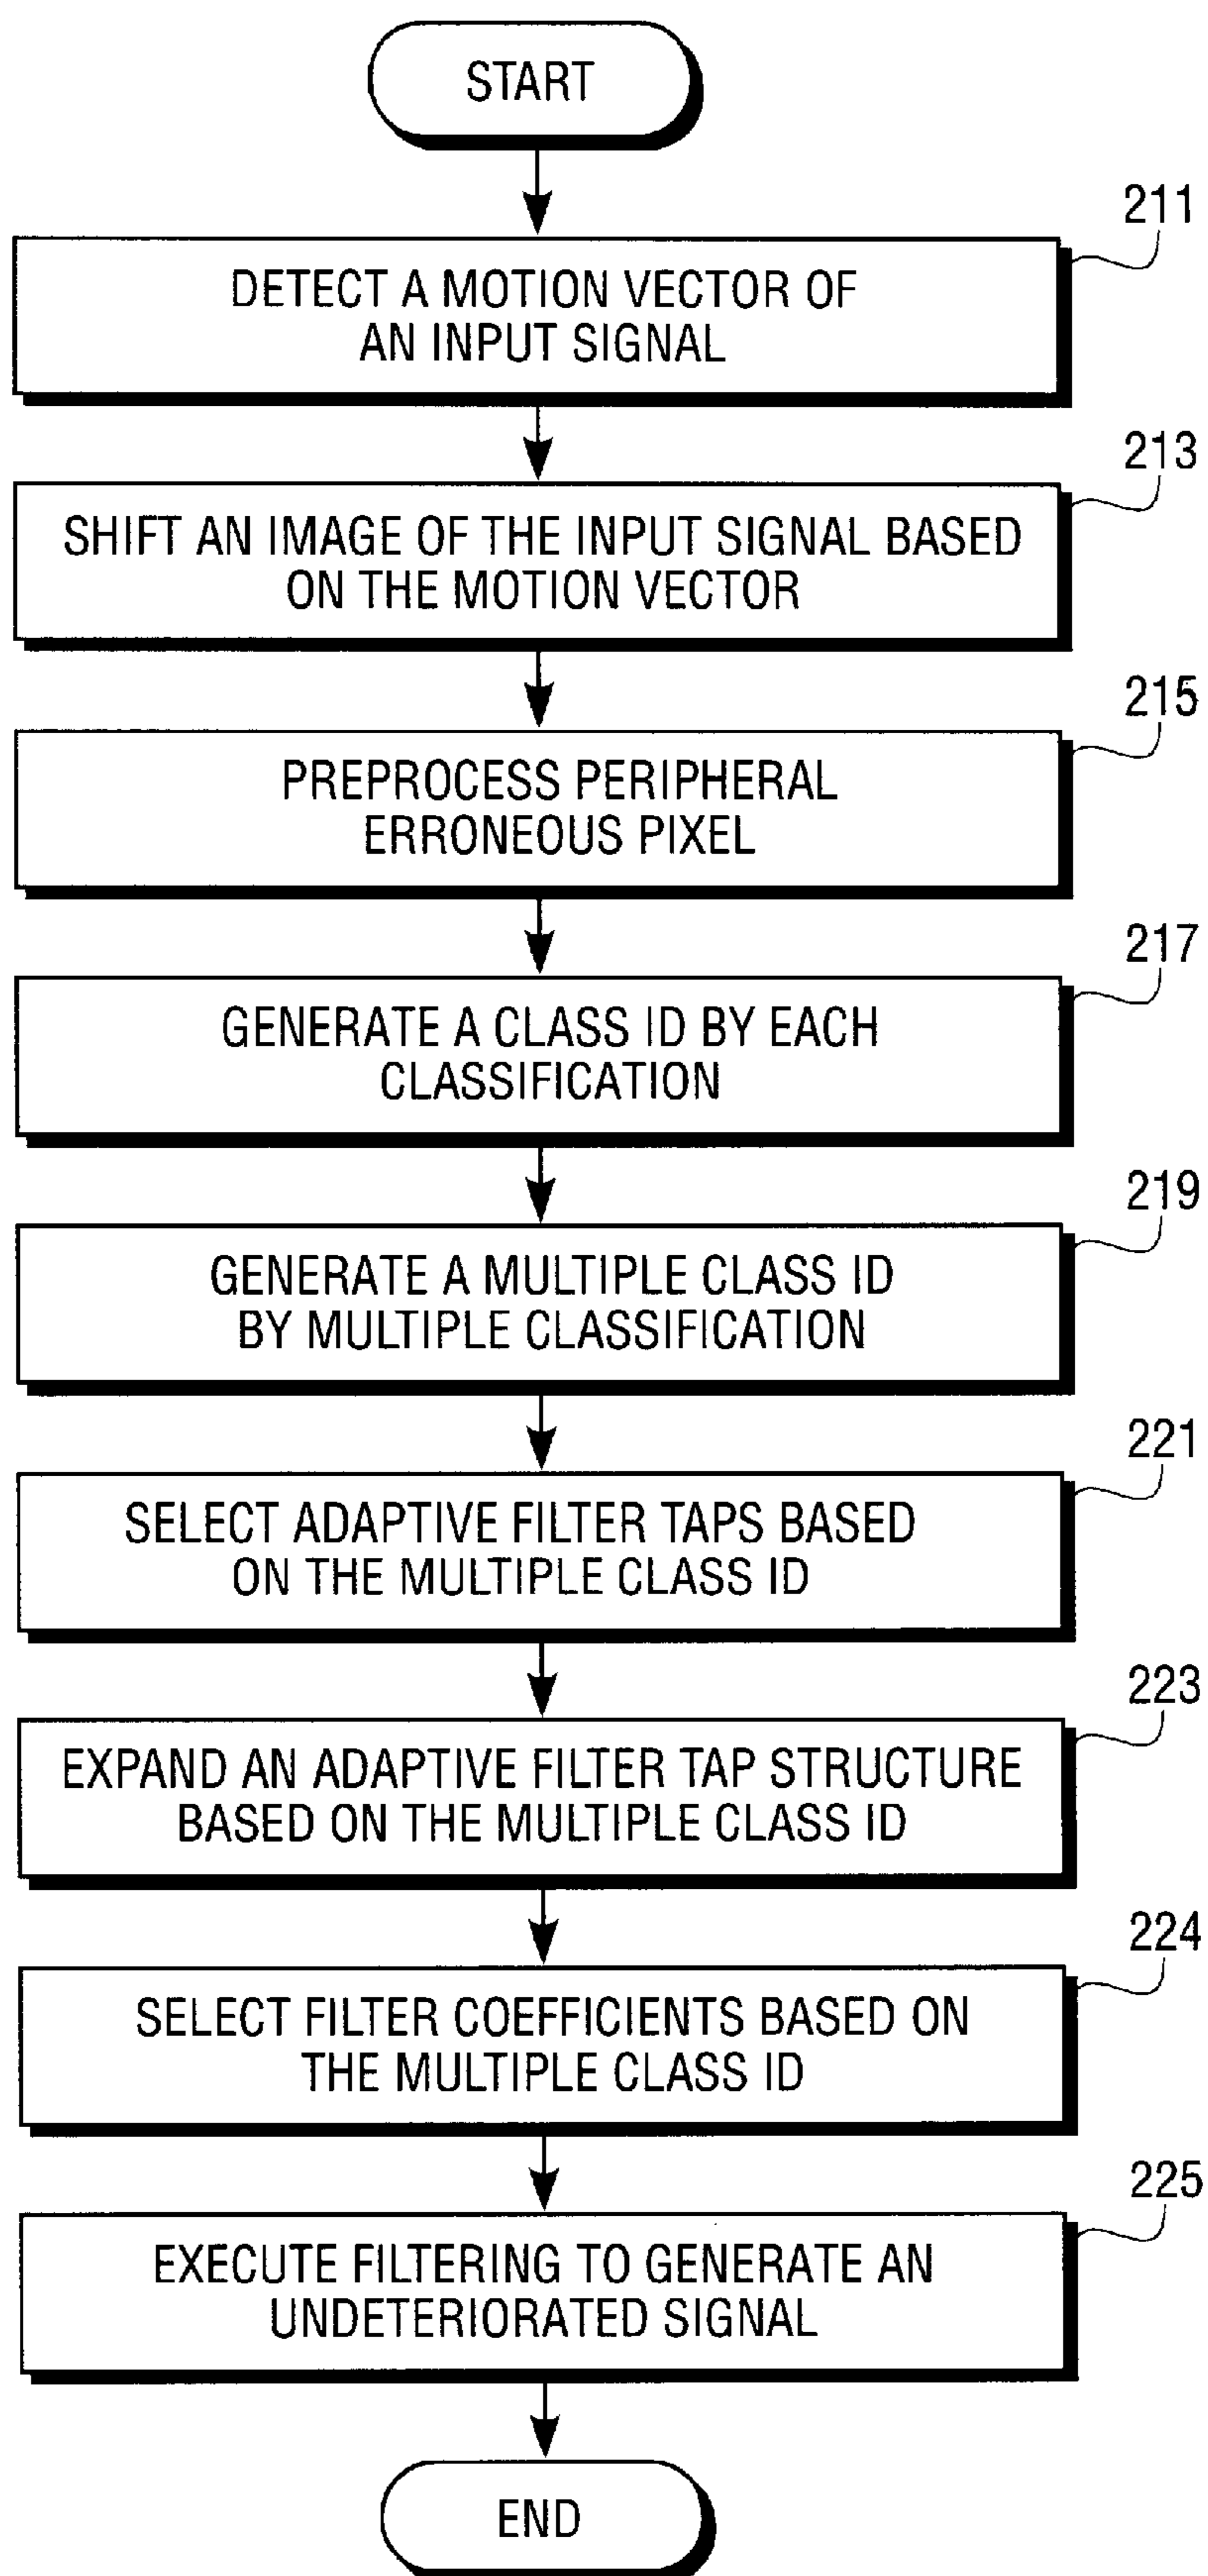 START
211
DETECT A MOTION VECTOR OF
AN INPUT SIGNAL
213
SHIFT AN IMAGE OF THE INPUT SIGNAL BASED
ON THE MOTION VECTOR
215
PREPROCESS PERIPHERAL
ERRONEOUS PIXEL
217
GENERATE A CLASS ID BY EACH
CLASSIFICATION
219
GENERATE A MULTIPLE CLASS ID
BY MULTIPLE CLASSIFICATION
221
SELECT ADAPTIVE FILTER TAPS BASED
ON THE MULTIPLE CLASS ID
223
EXPAND AN ADAPTIVE FILTER TAP STRUCTURE
BASED ON THE MULTIPLE CLASS ID
224
SELECT FILTER COEFFICIENTS BASED ON
THE MULTIPLE CLASS ID
225
EXECUTE FILTERING TO GENERATE AN
UNDETERIORATED SIGNAL
END